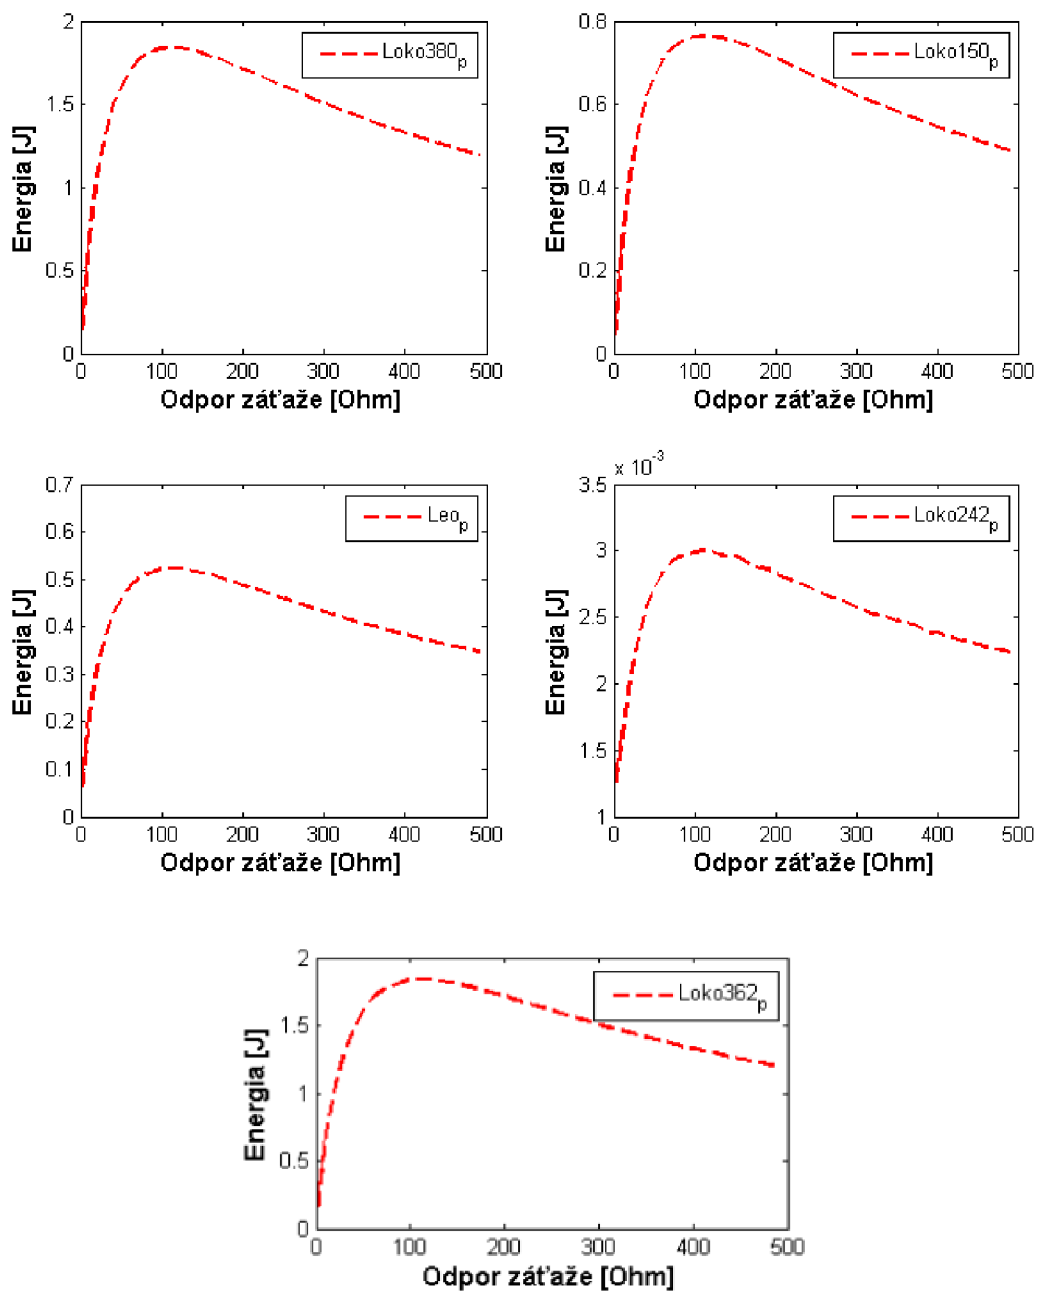 2
1.5
1
0.5
0
0 100 200 300 400 500
Energia [J]
Odpor záťaže [Ohm]
Loko380p
0.8
0.6
0.4
0.2
0
0 100 200 300 400 500
Energia [J]
Odpor záťaže [Ohm]
Loko150p
0.7
0.6
0.5
0.4
0.3
0.2
0.1
0
0 100 200 300 400 500
Energia [J]
Odpor záťaže [Ohm]
Leop
x 10-3
3.5
3
2.5
2
1.5
1
0 100 200 300 400 500
Energia [J]
Odpor záťaže [Ohm]
Loko242p
2
1.5
1
0.5
0
0 100 200 300 400 500
Energia [J]
Odpor záťaže [Ohm]
Loko362p